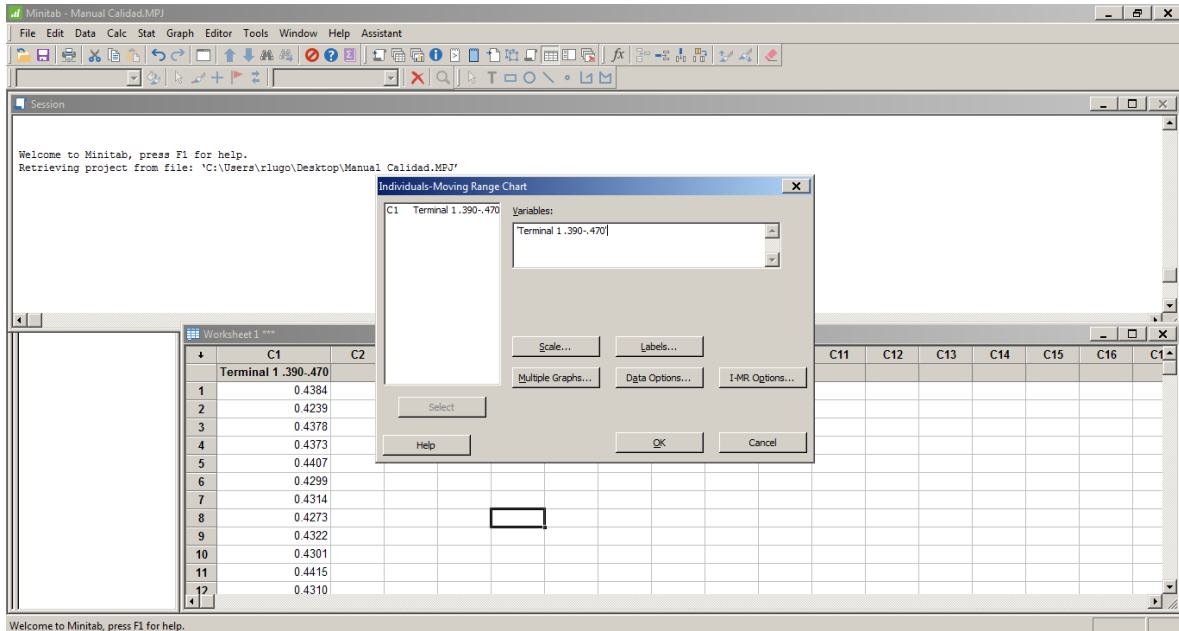 Minitab - Manual Calidad.MPJ
File Edit Data Calc Stat Graph Editor Tools Window Help Assistant
Session
Welcome to Minitab, press F1 for help.
Retrieving project from file: ‘C:\Users\rlugo\Desktop\Manual Calidad.MPJ’
Individuals-Moving Range Chart
C1 Terminal 1 .390-.470
Variables:
'Terminal 1 .390-.470'
Scale... Labels...
Multiple Graphs... Data Options... I-MR Options...
Select
Help OK Cancel
Worksheet 1 ***
C1 C2 C11 C12 C13 C14 C15 C16 C1
Terminal 1 .390-.470
1 0.4384
2 0.4239
3 0.4378
4 0.4373
5 0.4407
6 0.4299
7 0.4314
8 0.4273
9 0.4322
10 0.4301
11 0.4415
12 0.4310
Welcome to Minitab, press F1 for help.